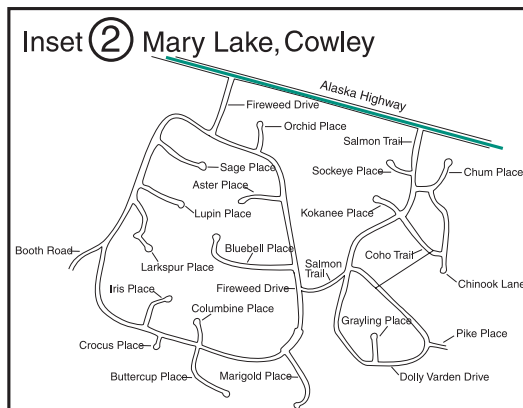 Inset 2 Mary Lake, Cowley
Alaska Highway
Fireweed Drive
Orchid Place
Salmon Trail
Sage Place
Sockeye Place
Chum Place
Aster Place
Lupin Place
Kokanee Place
Booth Road
Bluebell Place
Salmon
Trail
Coho Trail
Larkspur Place
Iris Place
Fireweed Drive
Chinook Lane
Columbine Place
Grayling Place
Crocus Place
Pike Place
Buttercup Place
Marigold Place
Dolly Varden Drive